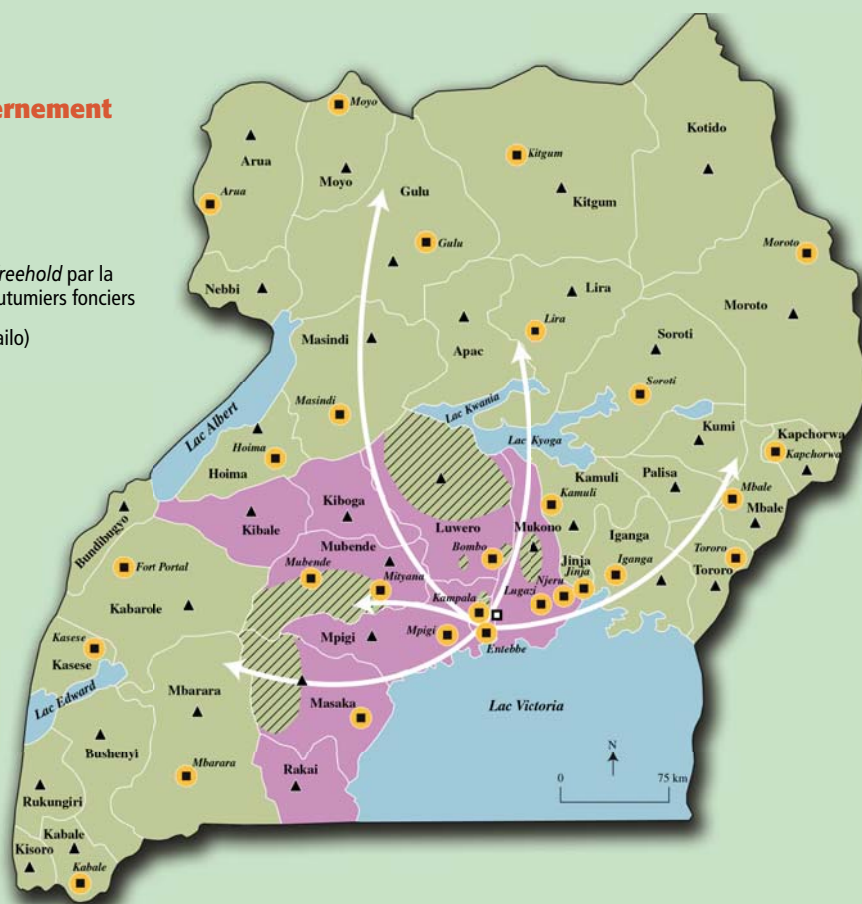 ernement
reehold par la
utumiers fonciers
ailo)
Moyo
Arua
Arua
Moyo
Gulu
Gulu
Kitgum
Kitgum
Kotido
Nebbi
Moroto
Moroto
Lira
Lira
Apac
Masindi
Masindi
Soroti
Soroti
Lac Albert
Lac Kwania
Lac Kyoga
Hoima
Hoima
Kumi
Kapchorwa
Kapchorwa
Palisa
Mbale
Mbale
Kamuli
Kamuli
Kibale
Kiboga
Luwero
Mukono
Iganga
Iganga
Bundibugyo
Fort Portal
Mubende
Mubende
Mityana
Bombo
Jinja
Jinja
Njeru
Lugazi
Tororo
Tororo
Kabarole
Kampala
Mpigi
Mpigi
Entebbe
Kasese
Kasese
Lac Edward
Mbarara
Mbarara
Masaka
Lac Victoria
Bushenyi
Rakai
Rukungiri
N
0
75 km
Kabale
Kisoro
Kabale